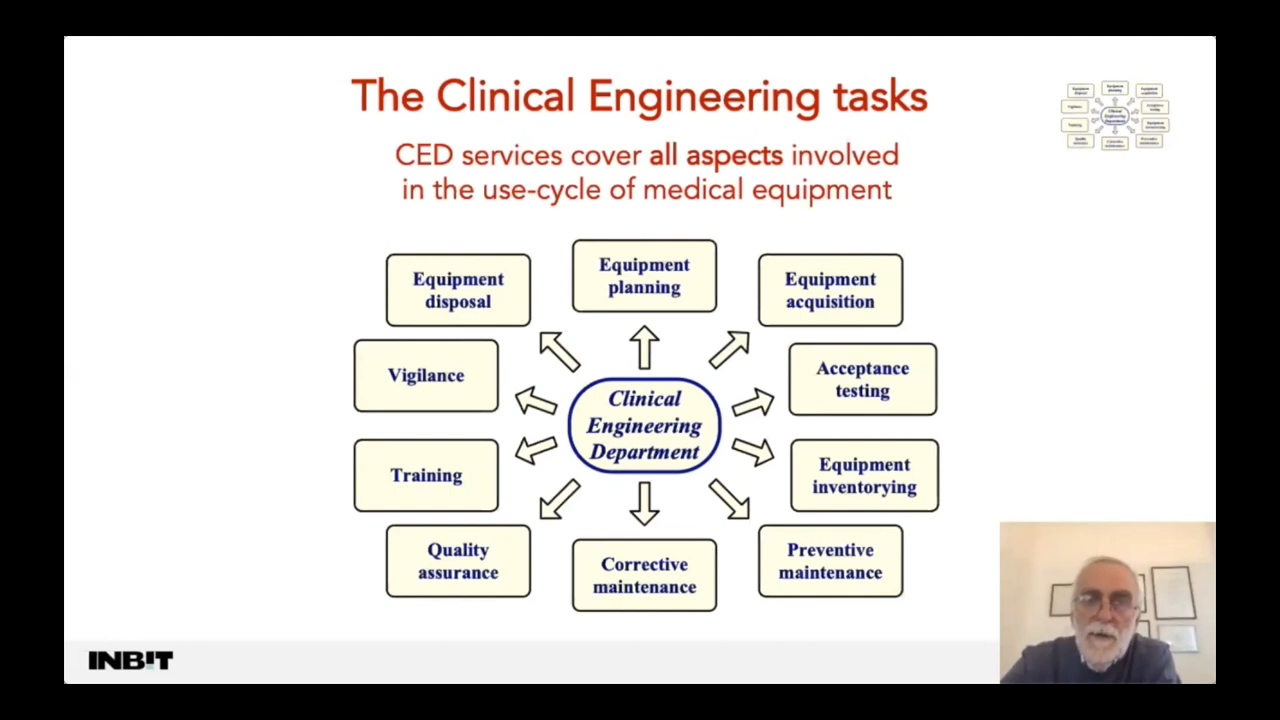 The Clinical Engineering tasks
CED services cover all aspects involved
in the use-cycle of medical equipment
Equipment
planning
Equipment
acquisition
Acceptance
testing
Equipment
inventorying
Preventive
maintenance
Corrective
maintenance
Quality
assurance
Training
Vigilance
Equipment
disposal
Clinical
Engineering
Department
INBIT